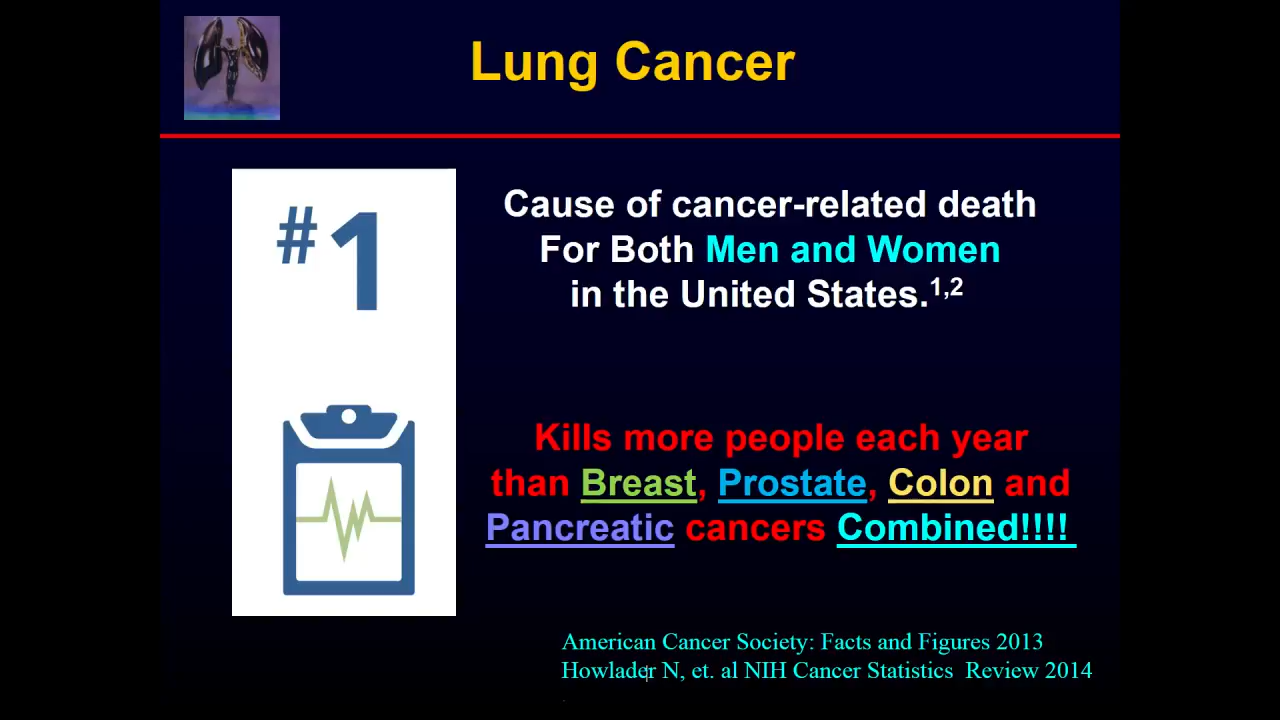 Lung Cancer
#1
Cause of cancer-related death
For Both Men and Women
in the United States.1,2
Kills more people each year
than Breast, Prostate, Colon and
Pancreatic cancers Combined!!!!
American Cancer Society: Facts and Figures 2013
Howlader N, et. al NIH Cancer Statistics  Review 2014
.